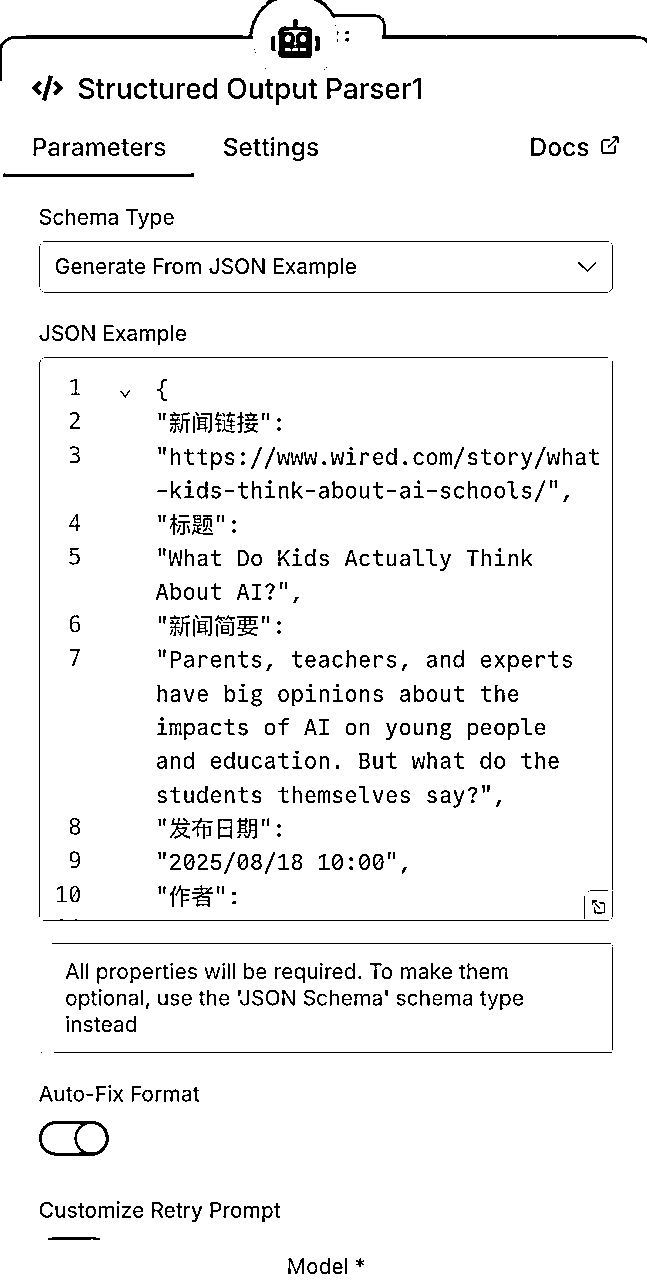 Structured Output Parser1
Parameters
Settings
Docs
Schema Type
Generate From JSON Example
JSON Example
1 {
2 "新闻链接":
3 "https://www.wired.com/story/what
-kids-think-about-ai-schools/",
4 "标题":
5 "What Do Kids Actually Think
About AI?",
6 "新闻简要":
7 "Parents, teachers, and experts
have big opinions about the
impacts of AI on young people
and education. But what do the
students themselves say?",
8 "发布日期":
9 "2025/08/18 10:00",
10 "作者":
All properties will be required. To make them
optional, use the 'JSON Schema' schema type
instead
Auto-Fix Format
Customize Retry Prompt
Model *